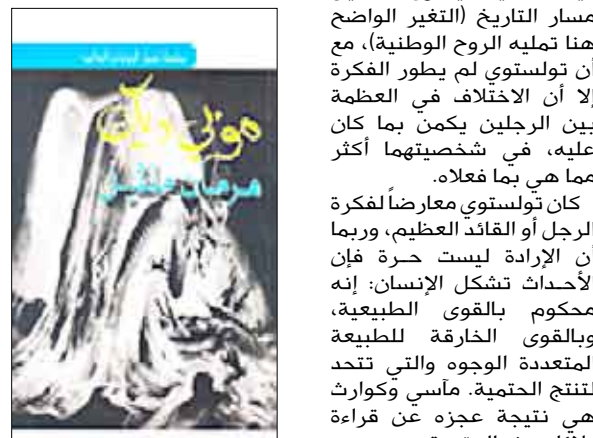 مسار التاريخ (التغير الواضح
هنا تمليه الروح الوطنية)، مع
أن تولستوي لم يطور الفكرة
إلا أن الاختلاف في العظمة
بين الرجلين يكمن بما كان
عليه، في شخصيتهما أكثر
مما هي بما فعلاه.
كان تولستوي معارضاً لفكرة
الرجل أو القائد العظيم، وربما
أن الإرادة ليست حرة فإن
الأحداث تشكل الإنسان: إنه
محكوم بالقوى الطبيعية،
وبالقوى الخارقة للطبيعة
المتعددة الوجوه والتي تتحد
لتنتج الحتمية. مآسي وكوارث
هي نتيجة عجزه عن قراءة
موبي ديك
هرمان ملفيل